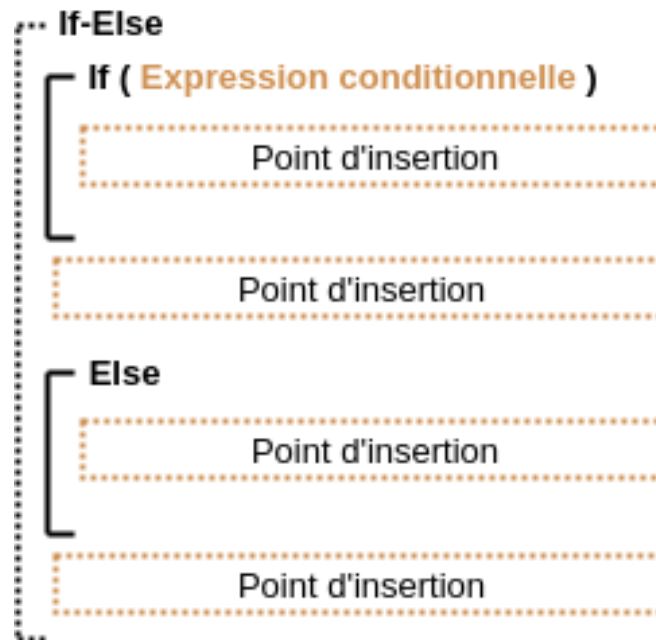 If-Else
If ( Expression conditionnelle )
Point d'insertion
Point d'insertion
Else
Point d'insertion
Point d'insertion